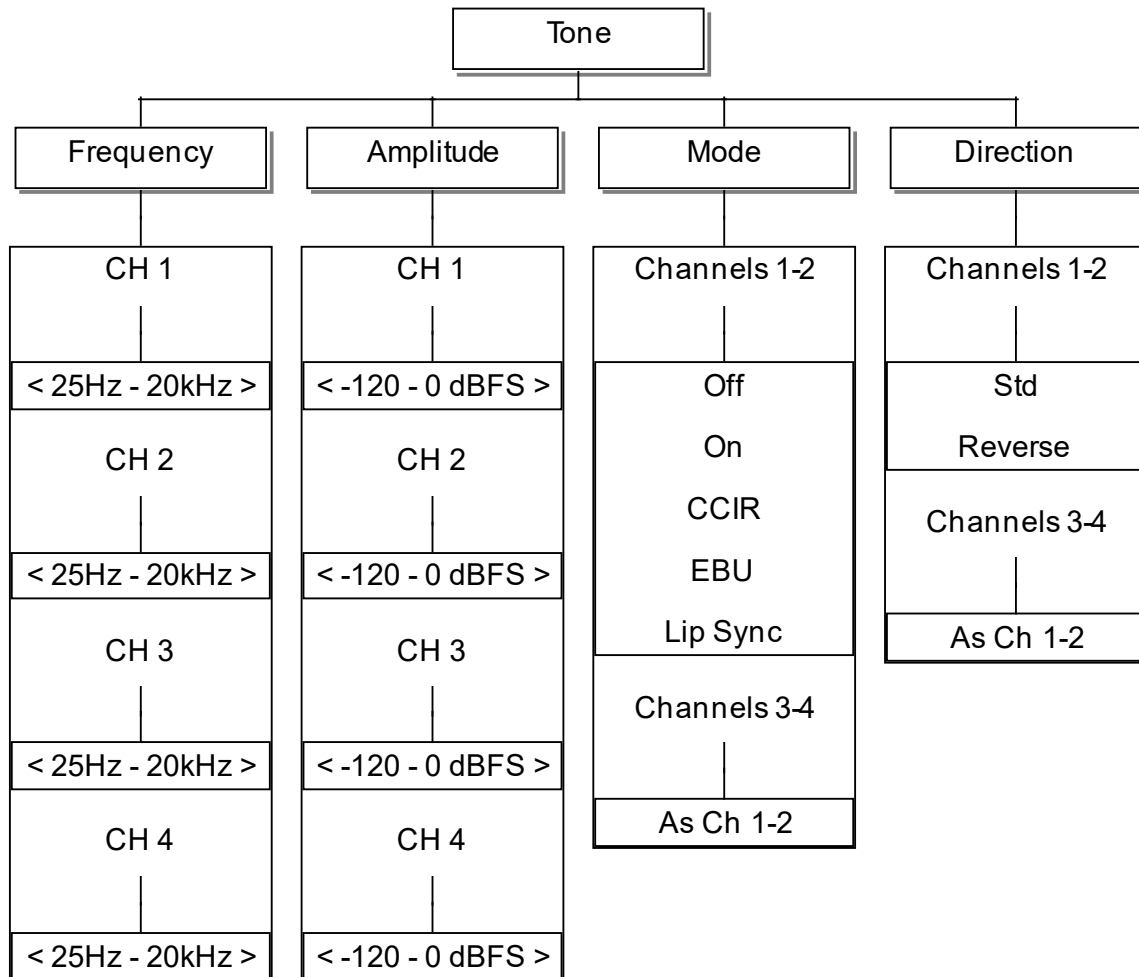 Tone
Frequency
Amplitude
Mode
Direction
CH 1
< 25Hz - 20kHz >
CH 2
< 25Hz - 20kHz >
CH 3
< 25Hz - 20kHz >
CH 4
< 25Hz - 20kHz >
CH 1
< -120 - 0 dBFS >
CH 2
< -120 - 0 dBFS >
CH 3
< -120 - 0 dBFS >
CH 4
< -120 - 0 dBFS >
Channels 1-2
Off
On
CCIR
EBU
Lip Sync
Channels 3-4
As Ch 1-2
Channels 1-2
Std
Reverse
Channels 3-4
As Ch 1-2